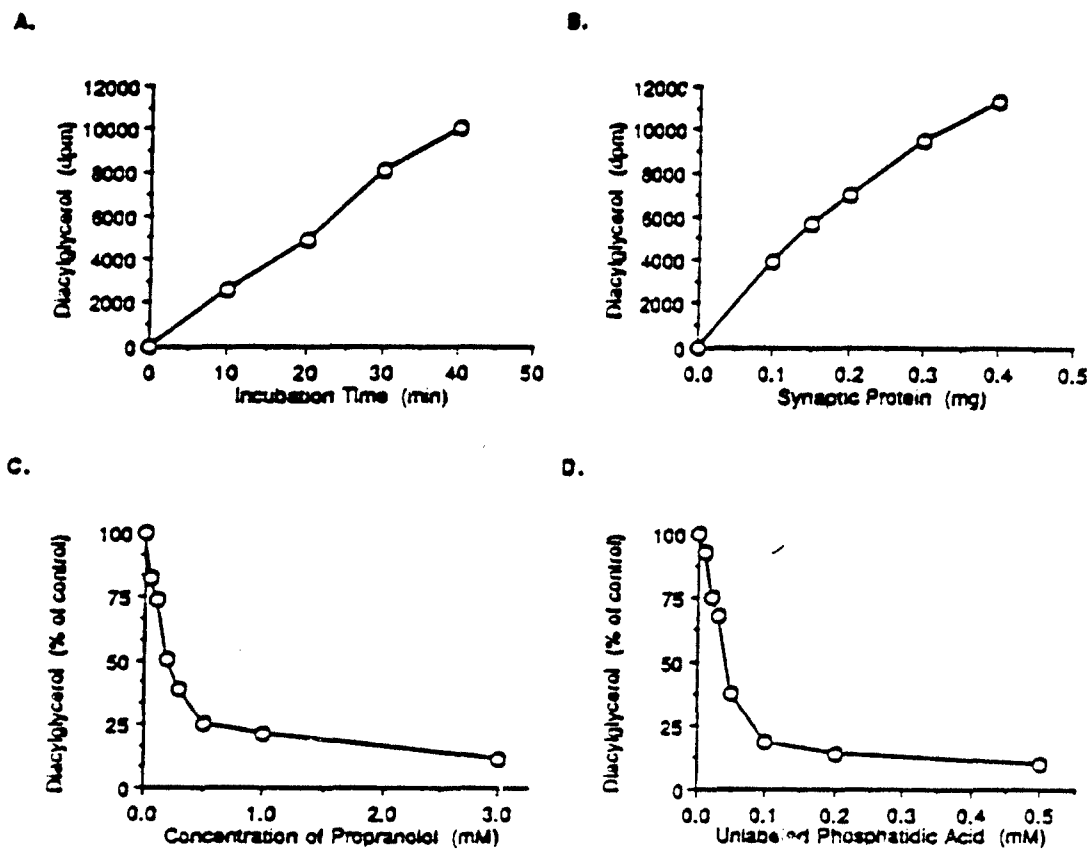 A.
Diacylglycerol (dpm)
12000
10000
8000
6000
4000
2000
0
0 10 20 30 40 50
Incubation Time (min)
B.
Diacylglycerol (dpm)
12000
10000
8000
6000
4000
2000
0
0.0 0.1 0.2 0.3 0.4 0.5
Synaptic Protein (mg)
C.
Diacylglycerol (% of control)
100
75
50
25
0
0.0 1.0 2.0 3.0
Concentration of Propranolol (mM)
D.
Diacylglycerol (% of control)
100
75
50
25
0
0.0 0.1 0.2 0.3 0.4 0.5
Unlabeled Phosphatidic Acid (mM)